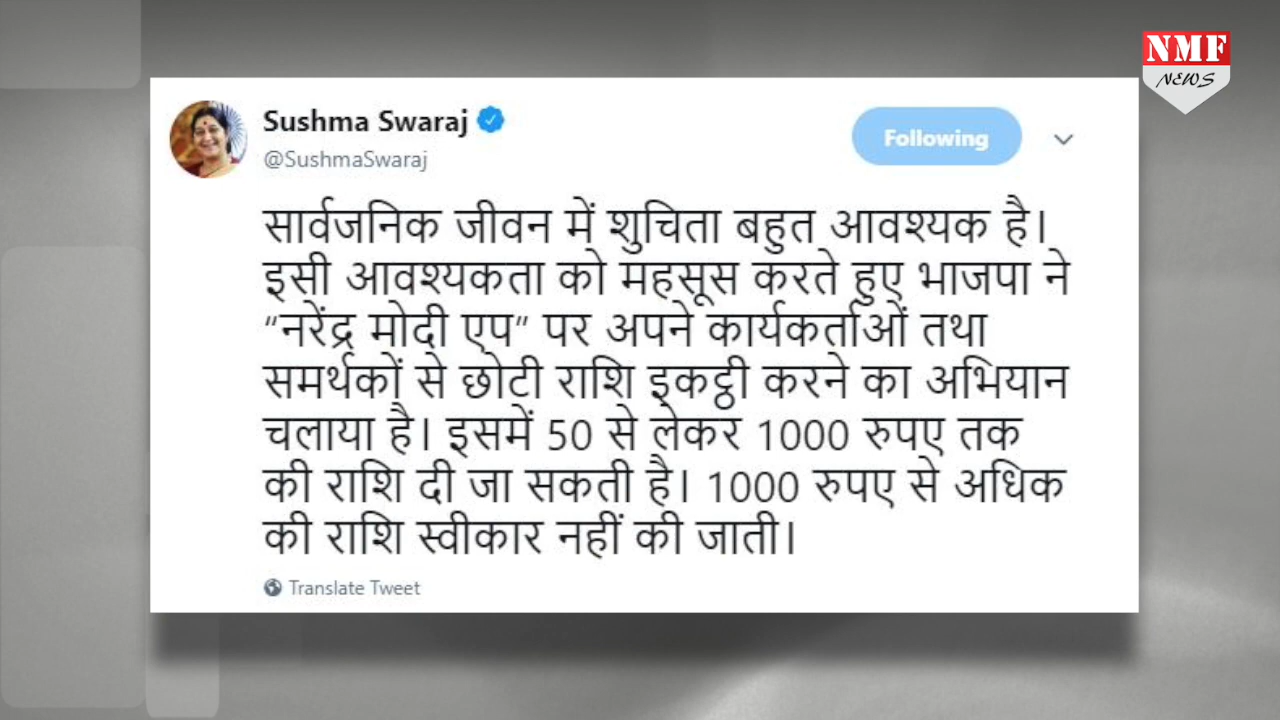 NMF
NEWS
Sushma Swaraj
@SushmaSwaraj
Following
सार्वजनिक जीवन में शुचिता बहुत आवश्यक है।
इसी आवश्यकता को महसूस करते हुए भाजपा ने
“नरेंद्र मोदी एप” पर अपने कार्यकर्ताओं तथा
समर्थकों से छोटी राशि इकट्ठी करने का अभियान
चलाया है। इसमें 50 से लेकर 1000 रुपए तक
की राशि दी जा सकती है। 1000 रुपए से अधिक
की राशि स्वीकार नहीं की जाती।
Translate Tweet